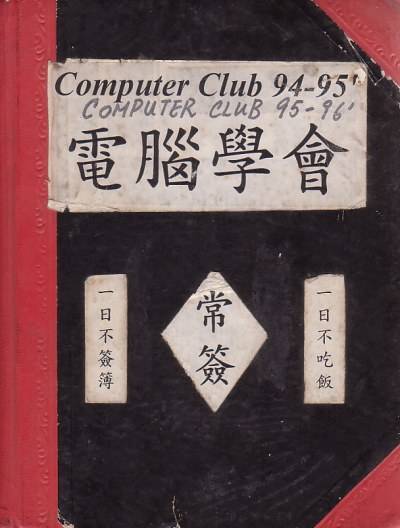 Computer Club 94-95'
COMPUTER CLUB 95-96'
電腦學會
一日不簽簿
常簽
一日不吃飯